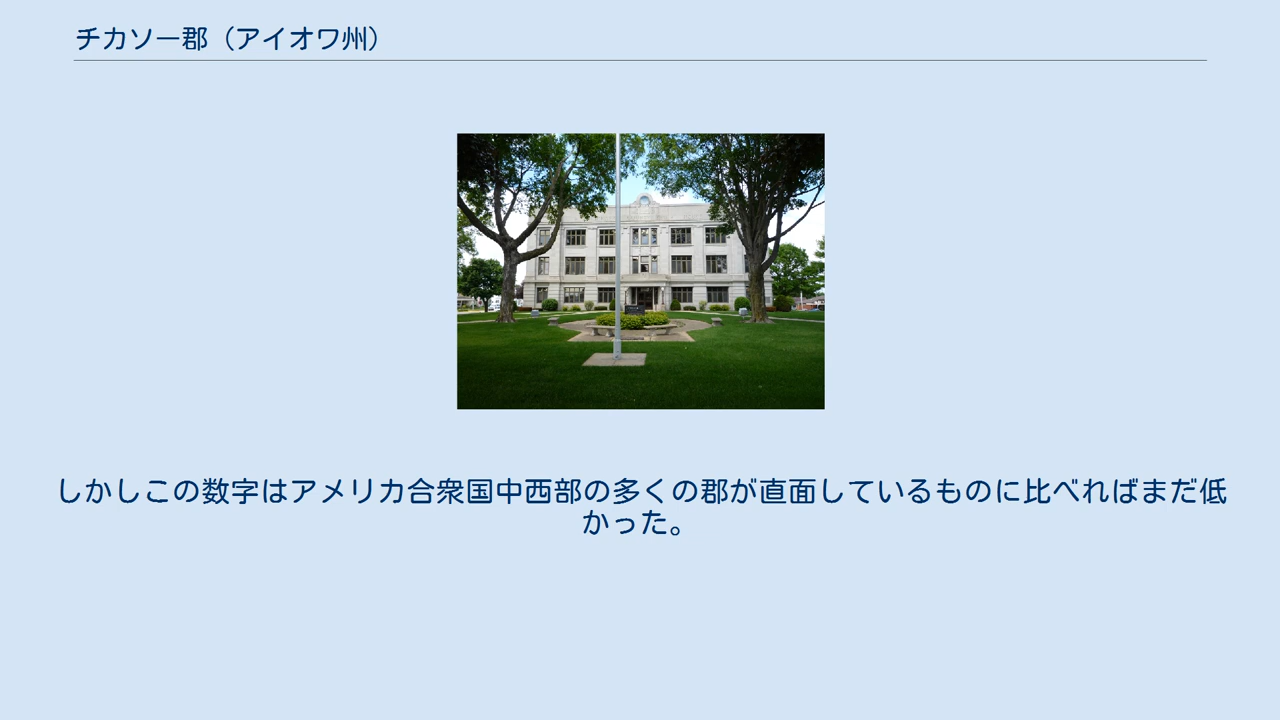 チカソー郡（アイオワ州）
しかしこの数字はアメリカ合衆国中西部の多くの郡が直面しているものに比べればまだ低
かった。